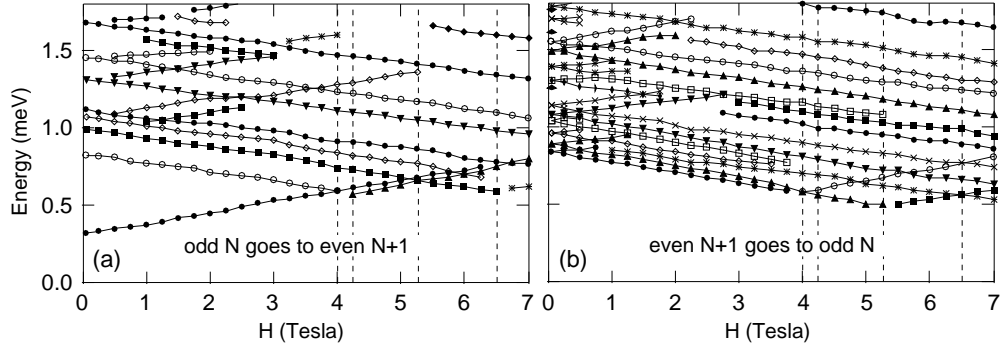 1.5
1.0
0.5
0.0
Energy (meV)
(a)
odd N goes to even N+1
0 1 2 3 4 5 6 7
H (Tesla)
(b)
even N+1 goes to odd N
0 1 2 3 4 5 6 7
H (Tesla)